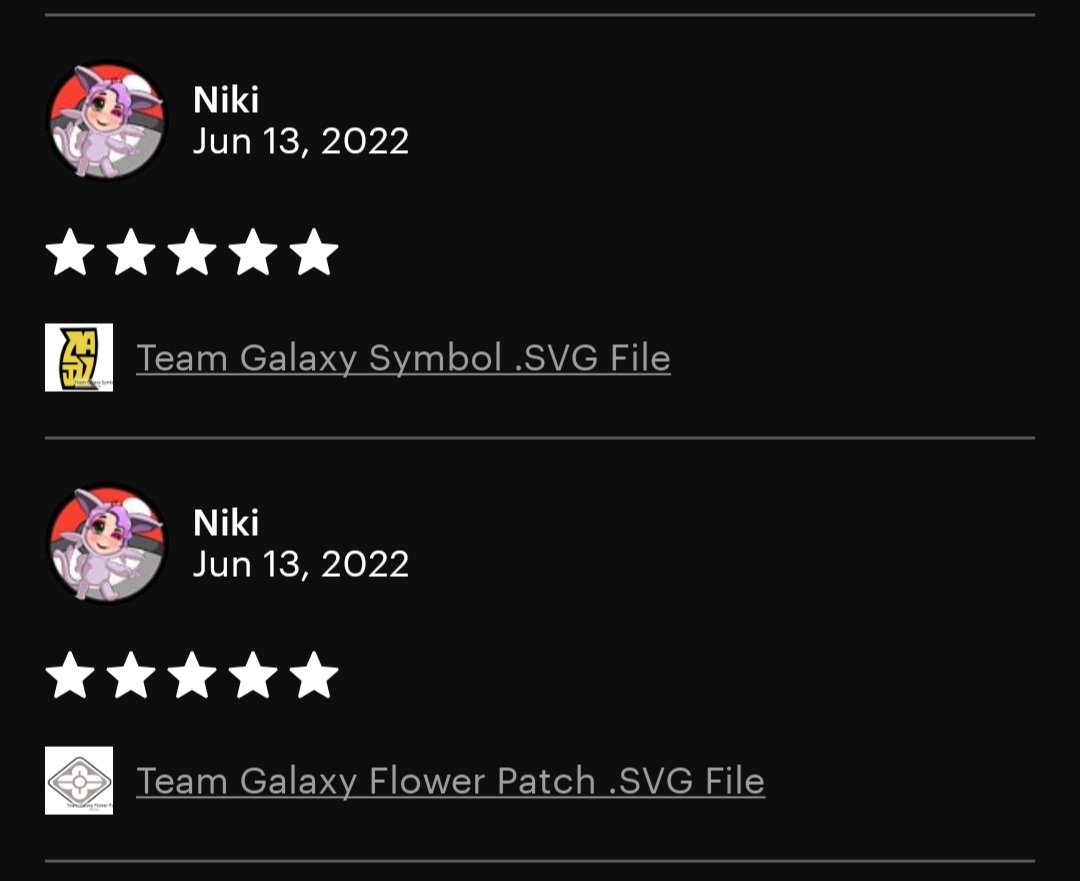 Niki
Jun 13, 2022
Team Galaxy Symbol .SVG File
Niki
Jun 13, 2022
Team Galaxy Flower Patch .SVG File